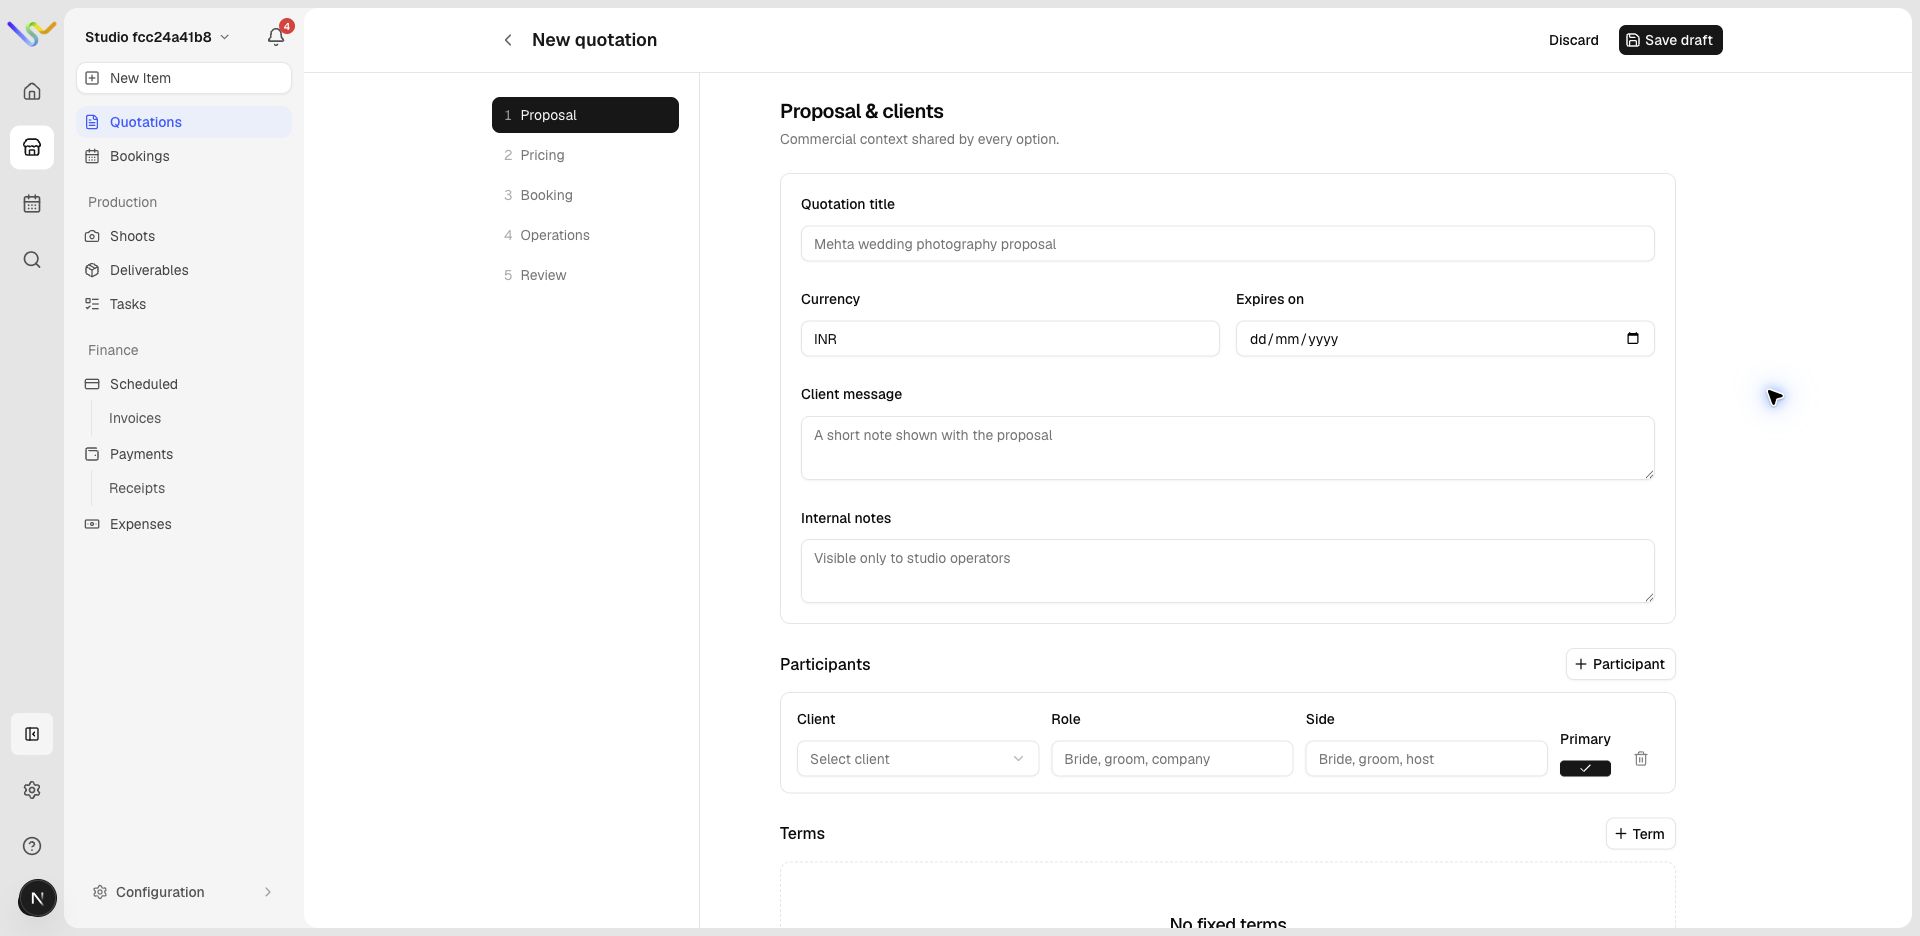 Studio fcc24a41b8
4
New Item
Quotations
Bookings
Production
Shoots
Deliverables
Tasks
Finance
Scheduled
Invoices
Payments
Receipts
Expenses
Configuration
N
New quotation
Discard
Save draft
1 Proposal
2 Pricing
3 Booking
4 Operations
5 Review
Proposal & clients
Commercial context shared by every option.
Quotation title
Mehta wedding photography proposal
Currency
Expires on
INR
dd/mm/yyyy
Client message
A short note shown with the proposal
Internal notes
Visible only to studio operators
Participants
Participant
Client
Role
Side
Primary
Select client
Bride, groom, company
Bride, groom, host
Terms
Term
No fixed terms